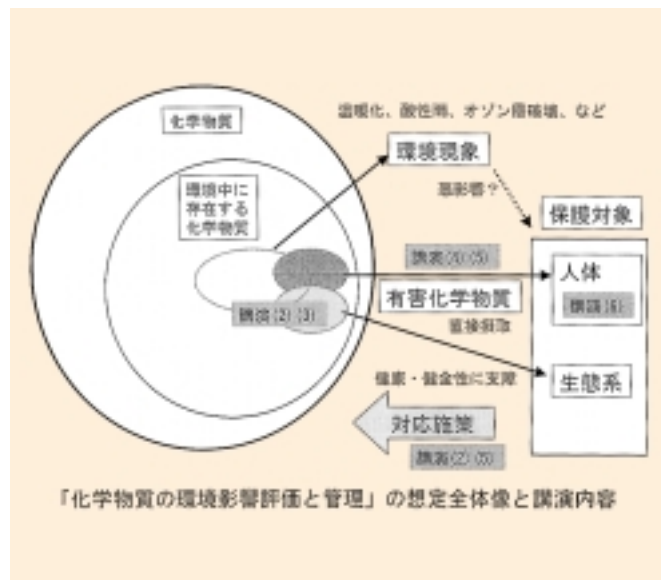 化学物質
温暖化、酸性雨、オゾン層破壊、など
環境現象
環境中に
存在する
化学物質
悪影響？
保護対象
講演(4)(5)
人体
有害化学物質
講演(6)
講演(2)(3)
直接摂取
健康・健全性に支障
生態系
対応施策
講演(2)(5)
「化学物質の環境影響評価と管理」の想定全体像と講演内容